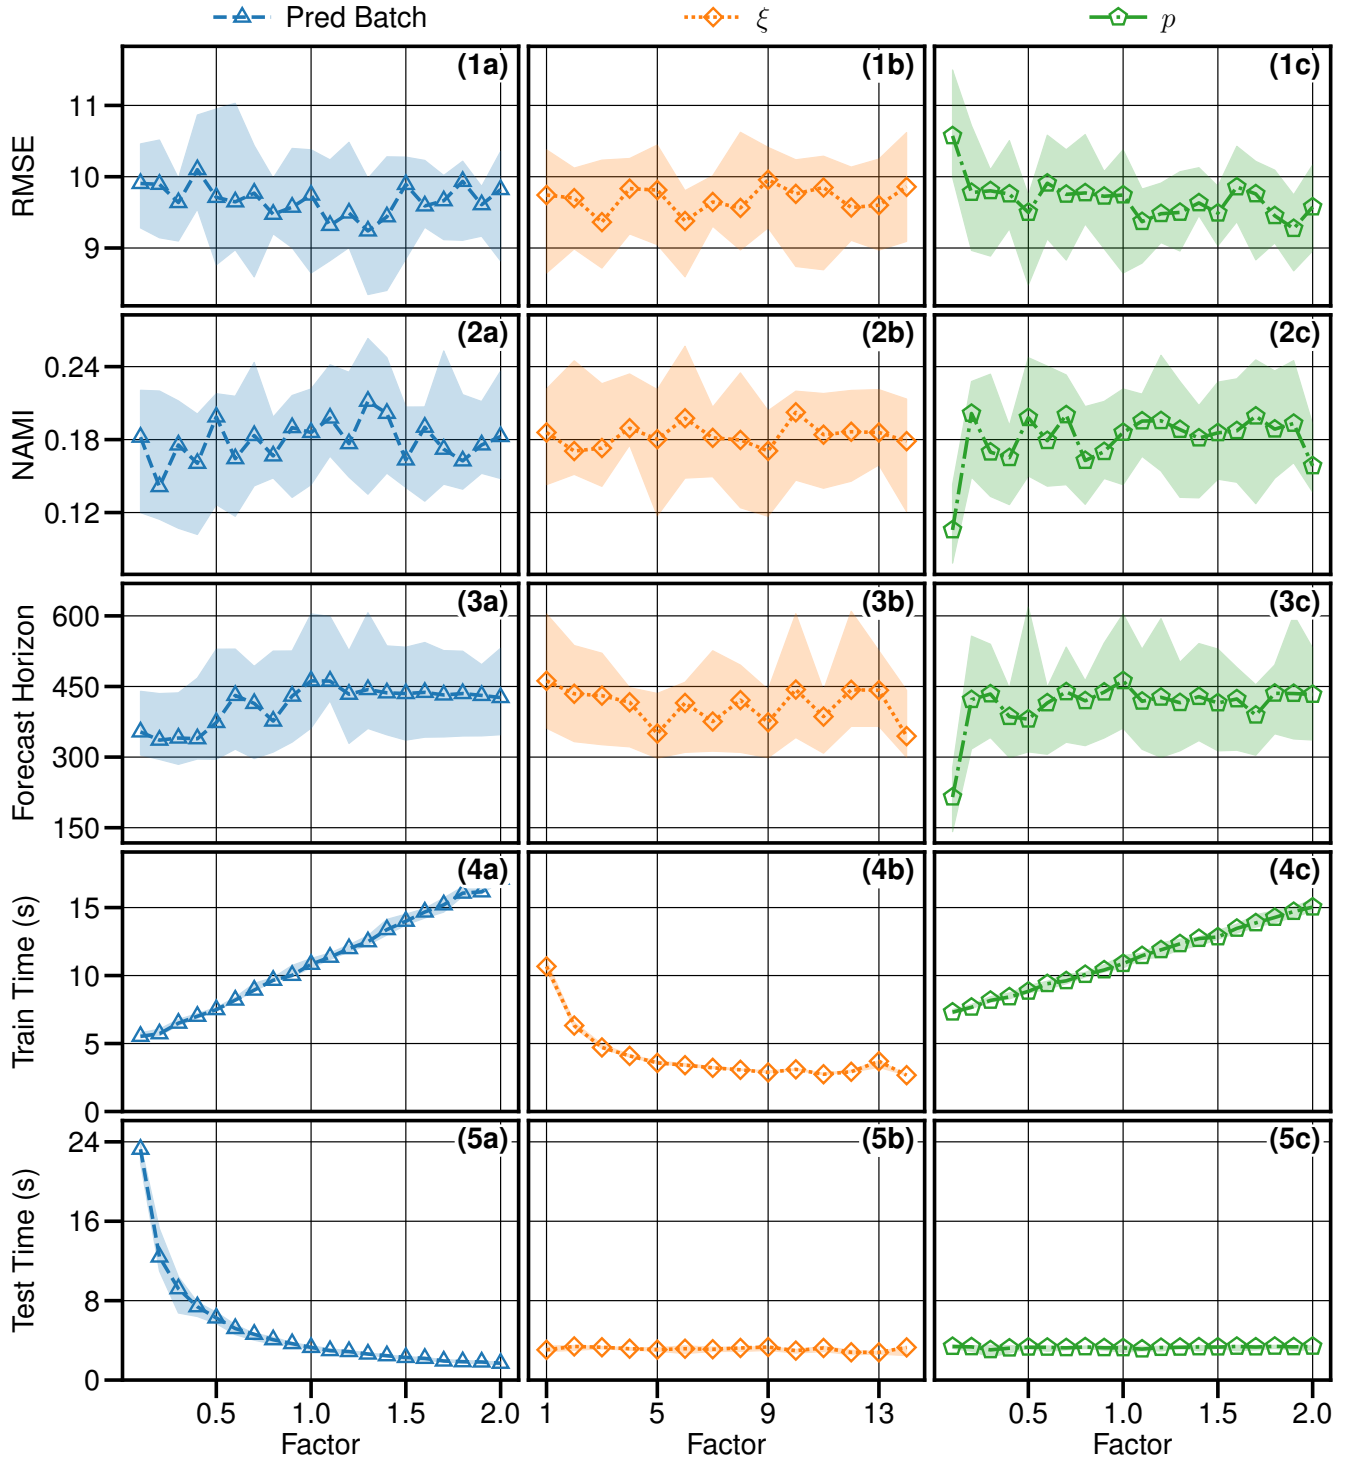 Pred Batch ξ p
(1a) (1b) (1c)
RMSE
11
10
9
(2a) (2b) (2c)
NAMI
0.24
0.18
0.12
(3a) (3b) (3c)
Forecast Horizon
600
450
300
150
(4a) (4b) (4c)
Train Time (s)
15
10
5
0
(5a) (5b) (5c)
Test Time (s)
24
16
8
0
0.5 1.0 1.5 2.0 1 5 9 13 0.5 1.0 1.5 2.0
Factor Factor Factor